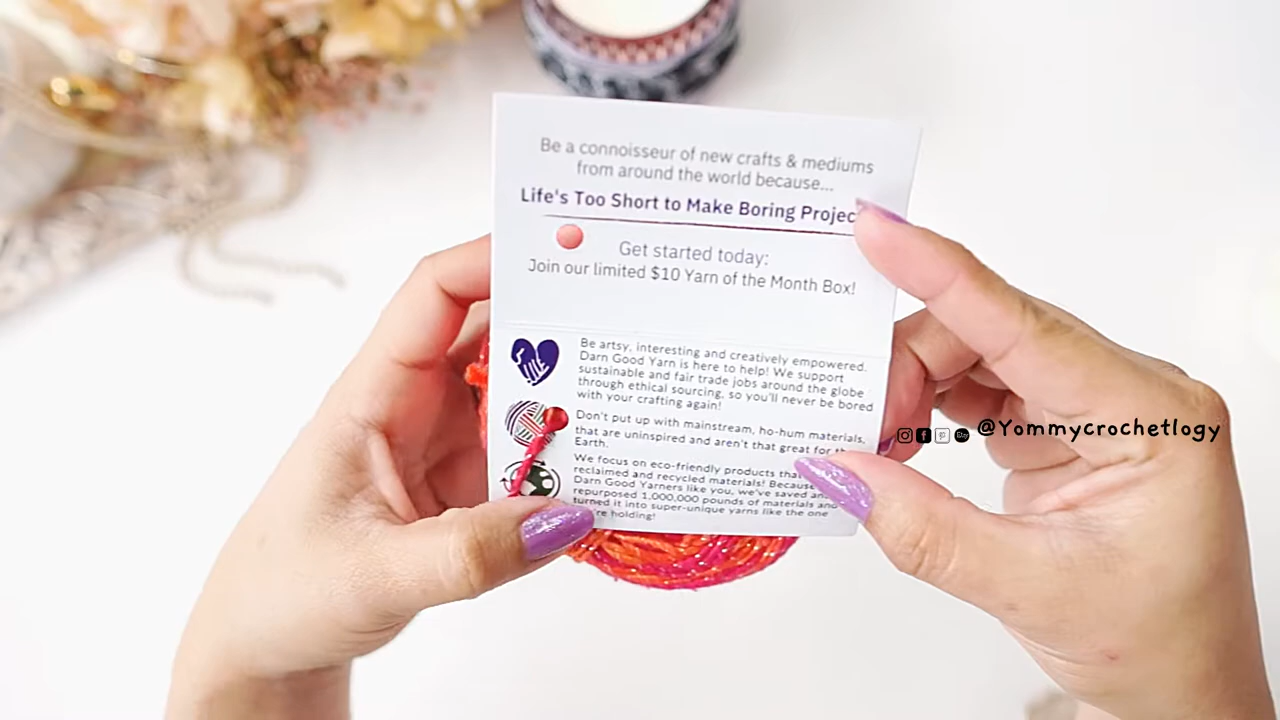 Be a connoisseur of new crafts & mediums
from around the world because...
Life's Too Short to Make Boring
Get started today:
Join our limited $10 Yarn of the Month Box!
Be artsy, interesting and creatively empowered.
Darn Good Yarn is here to help! We support
sustainable and fair trade jobs around the globe
through ethical sourcing, so you'll never be bored
with your crafting again!
Don't put up with mainstream, ho-hum materials,
that are uninspired and aren't that great for
Earth.
We focus on eco-friendly products
reclaimed and recycled materials! Because
Darn Good Yarners like you, we've saved
repurposed 1,000,000 pounds of materials and
turned it into super-unique yarns like the one
holding!
@Yommycrochetlogy